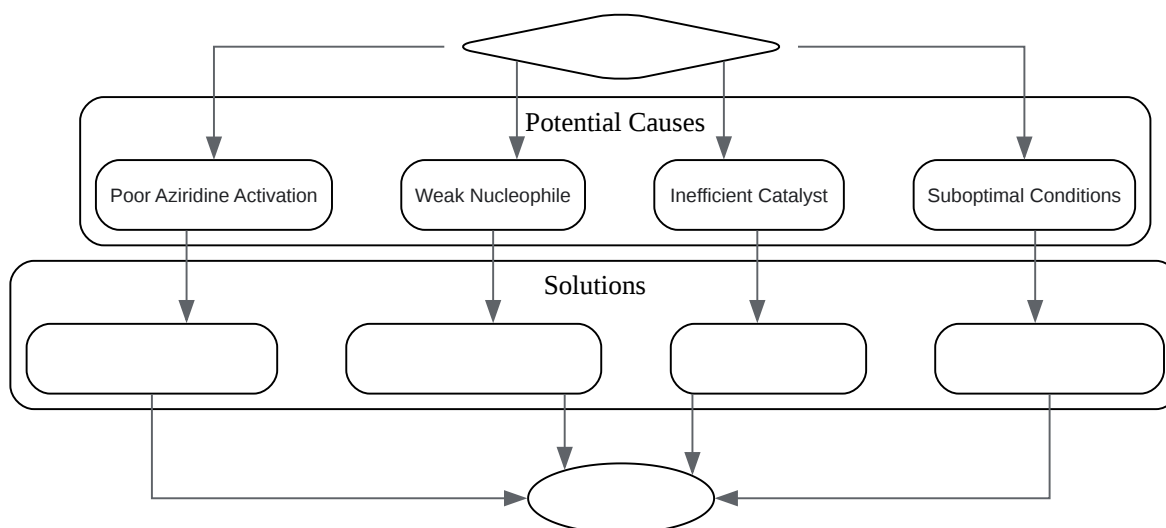 Potential Causes
Poor Aziridine Activation
Weak Nucleophile
Inefficient Catalyst
Suboptimal Conditions
Solutions